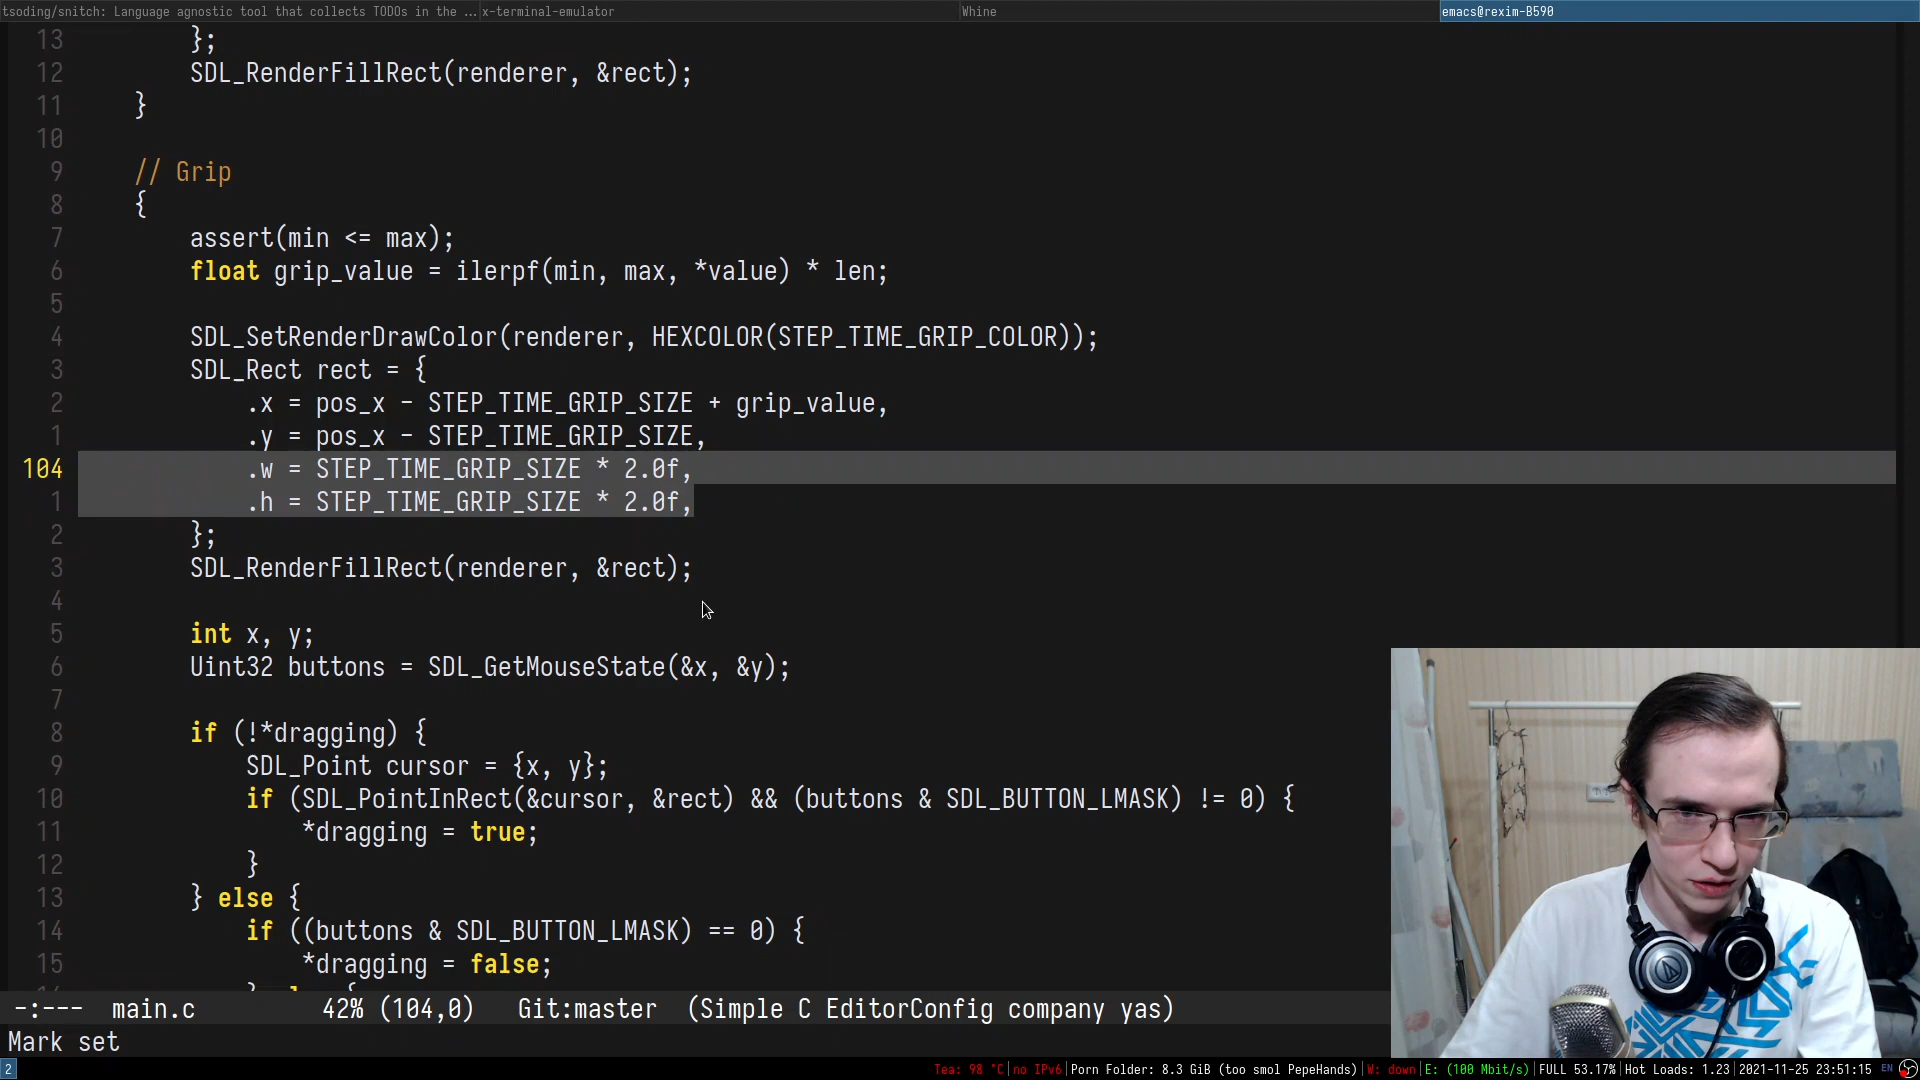 tsoding/snitch: Language agnostic tool that collects TODOs in the ...
x-terminal-emulator
Whine
emacs@rexim-B590
13 };
12 SDL_RenderFillRect(renderer, &rect);
11 }
10
9 // Grip
8 {
7 assert(min <= max);
6 float grip_value = ilerpf(min, max, *value) * len;
5
4 SDL_SetRenderDrawColor(renderer, HEXCOLOR(STEP_TIME_GRIP_COLOR));
3 SDL_Rect rect = {
2 .x = pos_x - STEP_TIME_GRIP_SIZE + grip_value,
1 .y = pos_x - STEP_TIME_GRIP_SIZE,
104 .w = STEP_TIME_GRIP_SIZE * 2.0f,
1 .h = STEP_TIME_GRIP_SIZE * 2.0f,
2 };
3 SDL_RenderFillRect(renderer, &rect);
4
5 int x, y;
6 Uint32 buttons = SDL_GetMouseState(&x, &y);
7
8 if (!*dragging) {
9 SDL_Point cursor = {x, y};
10 if (SDL_PointInRect(&cursor, &rect) && (buttons & SDL_BUTTON_LMASK) != 0) {
11 *dragging = true;
12 }
13 } else {
14 if ((buttons & SDL_BUTTON_LMASK) == 0) {
15 *dragging = false;
-:--- main.c 42% (104,0) Git:master (Simple C EditorConfig company yas)
Mark set
2
Tea: 98 °C|no IPv6|Porn Folder: 8.3 GiB (too smol PepeHands)|W: down|E: (100 Mbit/s)|FULL 53.17%|Hot Loads: 1.23|2021-11-25 23:51:15 EN